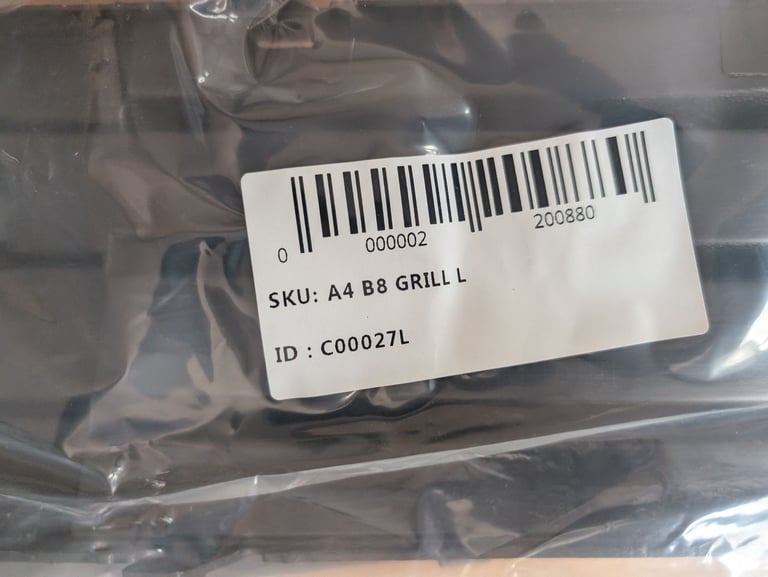 0 000002 200880
SKU: A4 B8 GRILL L
ID : C00027L